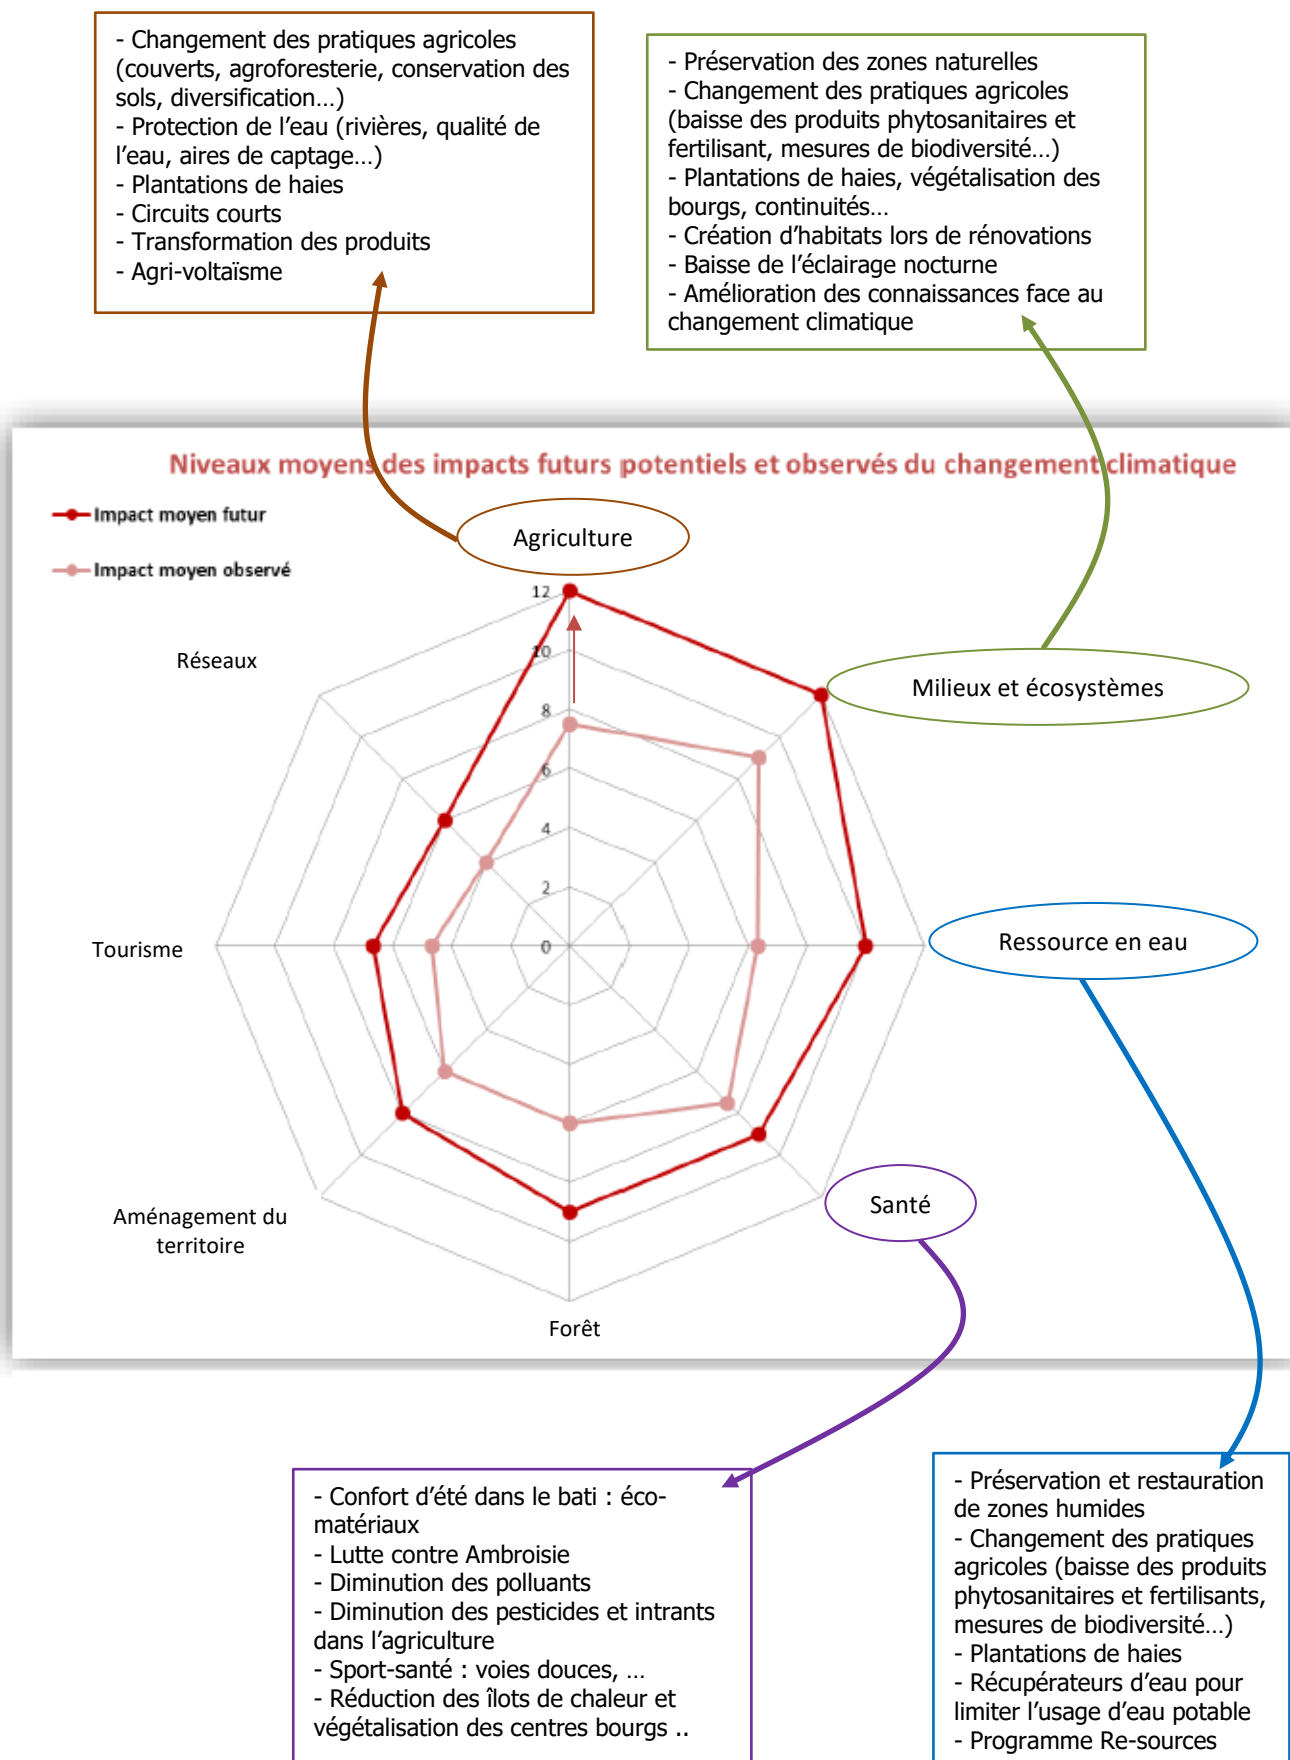 - Changement des pratiques agricoles
(couverts, agroforesterie, conservation des
sols, diversification…)
- Protection de l’eau (rivières, qualité de
l’eau, aires de captage…)
- Plantations de haies
- Circuits courts
- Transformation des produits
- Agri-voltaïsme
- Préservation des zones naturelles
- Changement des pratiques agricoles
(baisse des produits phytosanitaires et
fertilisant, mesures de biodiversité…)
- Plantations de haies, végétalisation des
bourgs, continuités…
- Création d’habitats lors de rénovations
- Baisse de l’éclairage nocturne
- Amélioration des connaissances face au
changement climatique
Niveaux moyens des impacts futurs potentiels et observés du changement climatique
Impact moyen futur
Impact moyen observé
Agriculture
12
10
8
6
4
2
0
Réseaux
Milieux et écosystèmes
Tourisme
Ressource en eau
Santé
Aménagement du
territoire
Forêt
- Confort d’été dans le bati : éco-
matériaux
- Lutte contre Ambroisie
- Diminution des polluants
- Diminution des pesticides et intrants
dans l’agriculture
- Sport-santé : voies douces, …
- Réduction des îlots de chaleur et
végétalisation des centres bourgs ..
- Préservation et restauration
de zones humides
- Changement des pratiques
agricoles (baisse des produits
phytosanitaires et fertilisants,
mesures de biodiversité…)
- Plantations de haies
- Récupérateurs d’eau pour
limiter l’usage d’eau potable
- Programme Re-sources